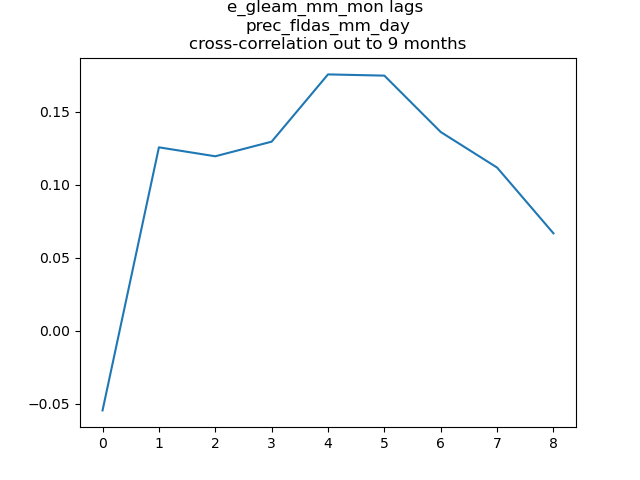 e_gleam_mm_mon lags
prec_fldas_mm_day
cross-correlation out to 9 months
0.15
0.10
0.05
0.00
−0.05
0 1 2 3 4 5 6 7 8